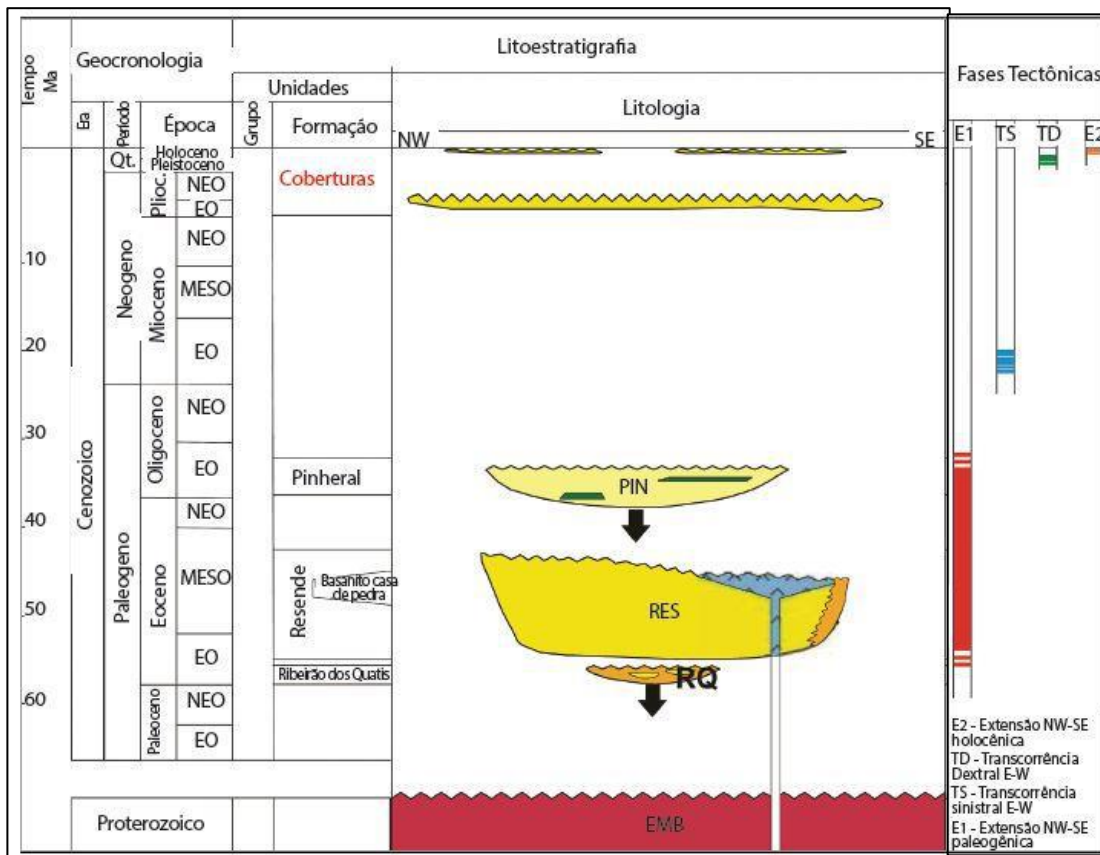 Tempo
Ma
Geocronologia
Litoestratigrafia
Fases Tectônicas
Unidades
Era
Período
Época
Grupo
Formação
Litologia
NW
SE
E1
TS
TD
E2
Qt.
Holoceno
Pleistoceno
Plioc.
NEO
EO
Coberturas
Neogeno
Mioceno
NEO
MESO
EO
10
20
30
40
50
60
Cenozoico
Paleogeno
Oligoceno
NEO
EO
Pinheral
PIN
Eoceno
NEO
MESO
EO
Resende
Basanito casa
de pedra
RES
Ribeirão dos Quatis
RQ
Paleoceno
NEO
EO
Proterozoico
EMB
E2 - Extensão NW-SE
holocênica
TD - Transcorrência
Dextral E-W
TS - Transcorrência
sinistral E-W
E1 - Extensão NW-SE
paleogênica